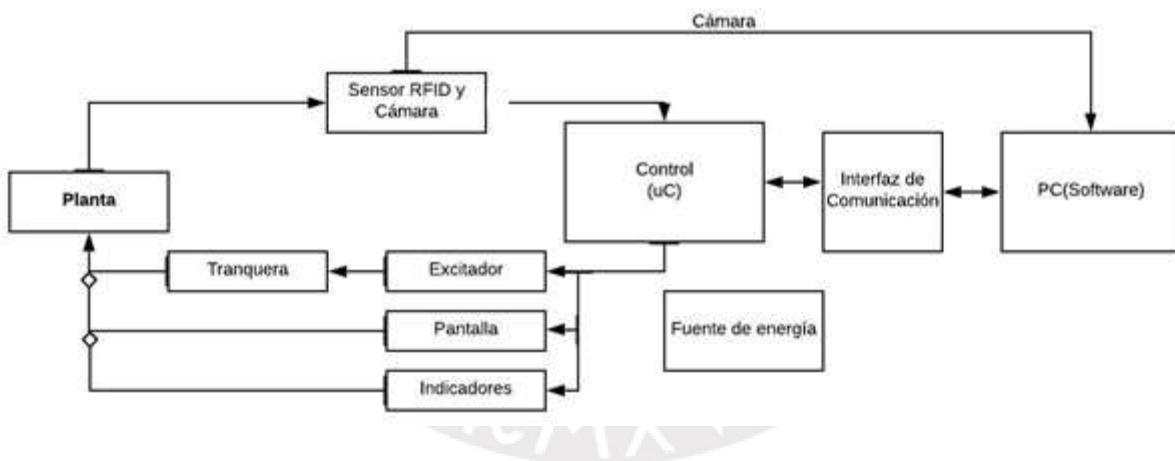 Cámara
Sensor RFID y
Cámara
Control
(uC)
Interfaz de
Comunicación
PC(Software)
Planta
Tranquera
Excitador
Pantalla
Fuente de energía
Indicadores